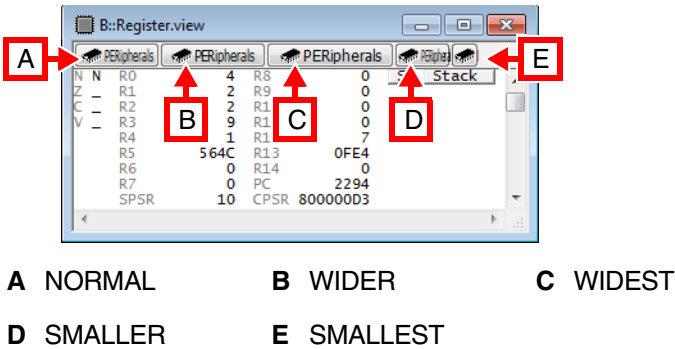 B::Register.view
A PERipherals PERipherals PERipherals PERiphera E
N N R0 4 R8 0 Stack
Z _ R1 2 R9 0
C _ R2 2 R1 0
V _ R3 9 R1 0
R4 1 R1 7
R5 564C R13 0FE4
R6 0 R14 0
R7 0 PC 2294
SPSR 10 CPSR 800000D3
B C D
A NORMAL B WIDER C WIDEST
D SMALLER E SMALLEST